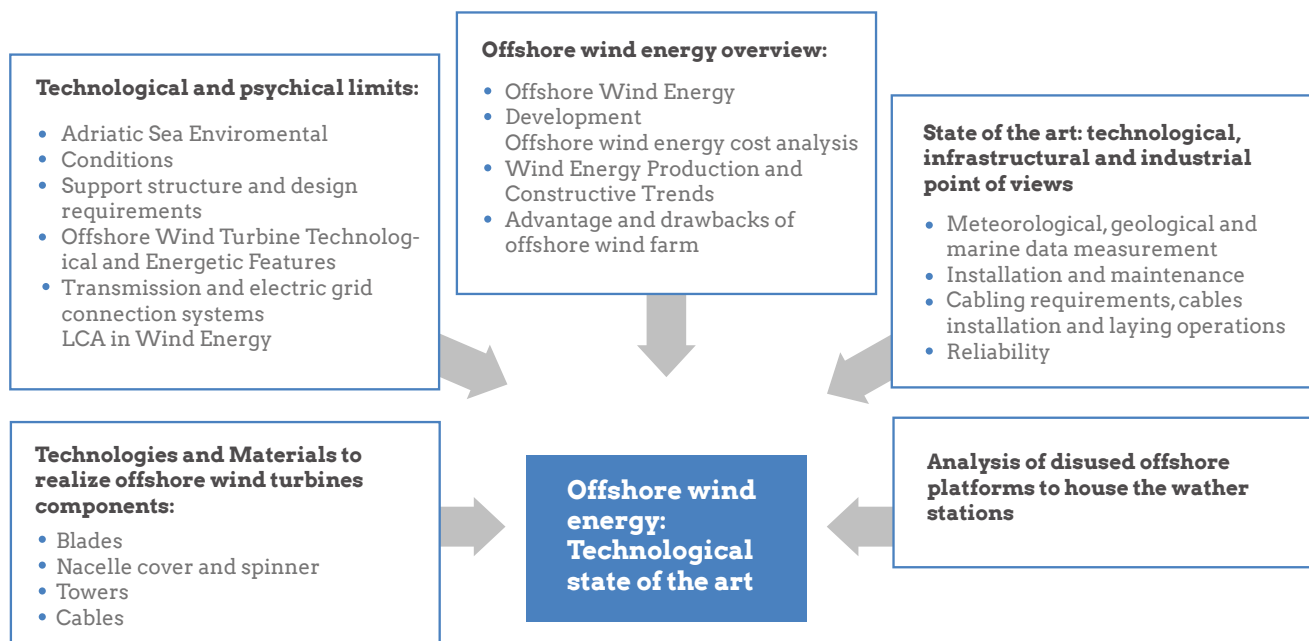 Technological and psychical limits:
• Adriatic Sea Enviromental
• Conditions
• Support structure and design
requirements
• Offshore Wind Turbine Technolog-
ical and Energetic Features
• Transmission and electric grid
connection systems
LCA in Wind Energy
Offshore wind energy overview:
• Offshore Wind Energy
• Development
Offshore wind energy cost analysis
• Wind Energy Production and
Constructive Trends
• Advantage and drawbacks of
offshore wind farm
State of the art: technological,
infrastructural and industrial
point of views
• Meteorological, geological and
marine data measurement
• Installation and maintenance
• Cabling requirements, cables
installation and laying operations
• Reliability
Technologies and Materials to
realize offshore wind turbines
components:
• Blades
• Nacelle cover and spinner
• Towers
• Cables
Offshore wind
energy:
Technological
state of the art
Analysis of disused offshore
platforms to house the wather
stations